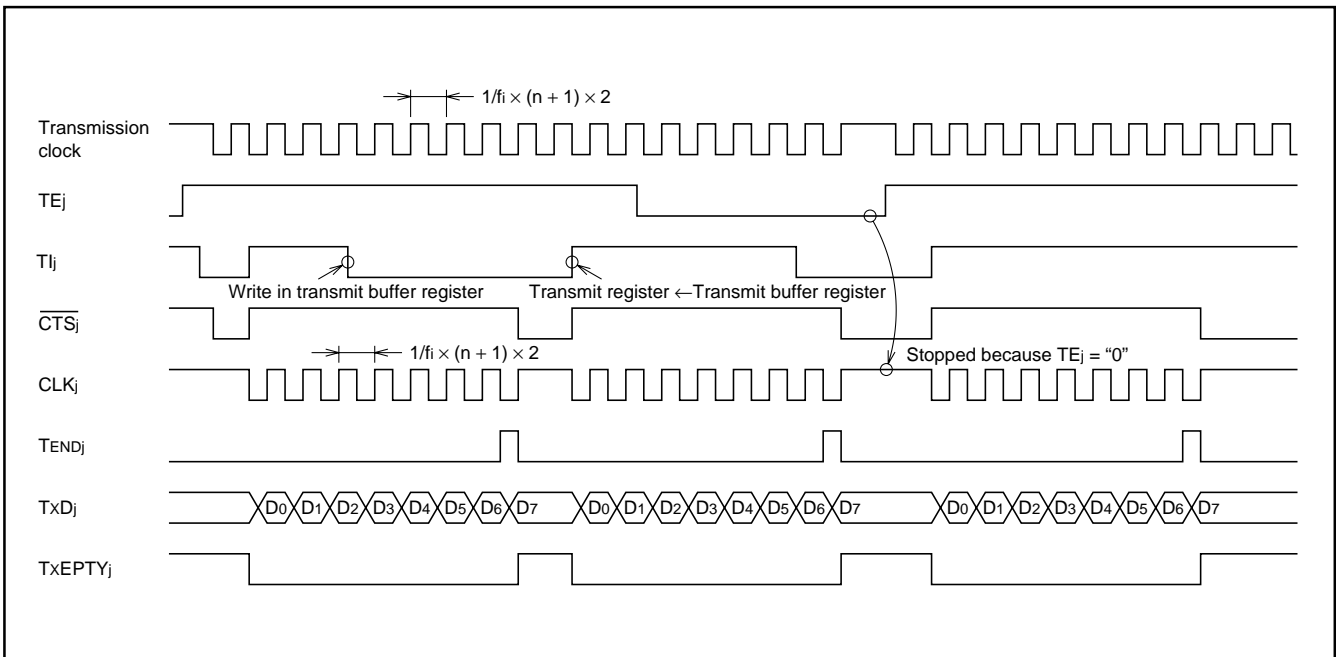 1/fi × (n + 1) × 2
Transmission
clock
TEj
TIj
Write in transmit buffer register
Transmit register ←Transmit buffer register
CTSj
1/fi × (n + 1) × 2
Stopped because TEj = “0”
CLKj
TENDj
TxDj
D0 D1 D2 D3 D4 D5 D6 D7 D0 D1 D2 D3 D4 D5 D6 D7 D0 D1 D2 D3 D4 D5 D6 D7
TXEPTYj